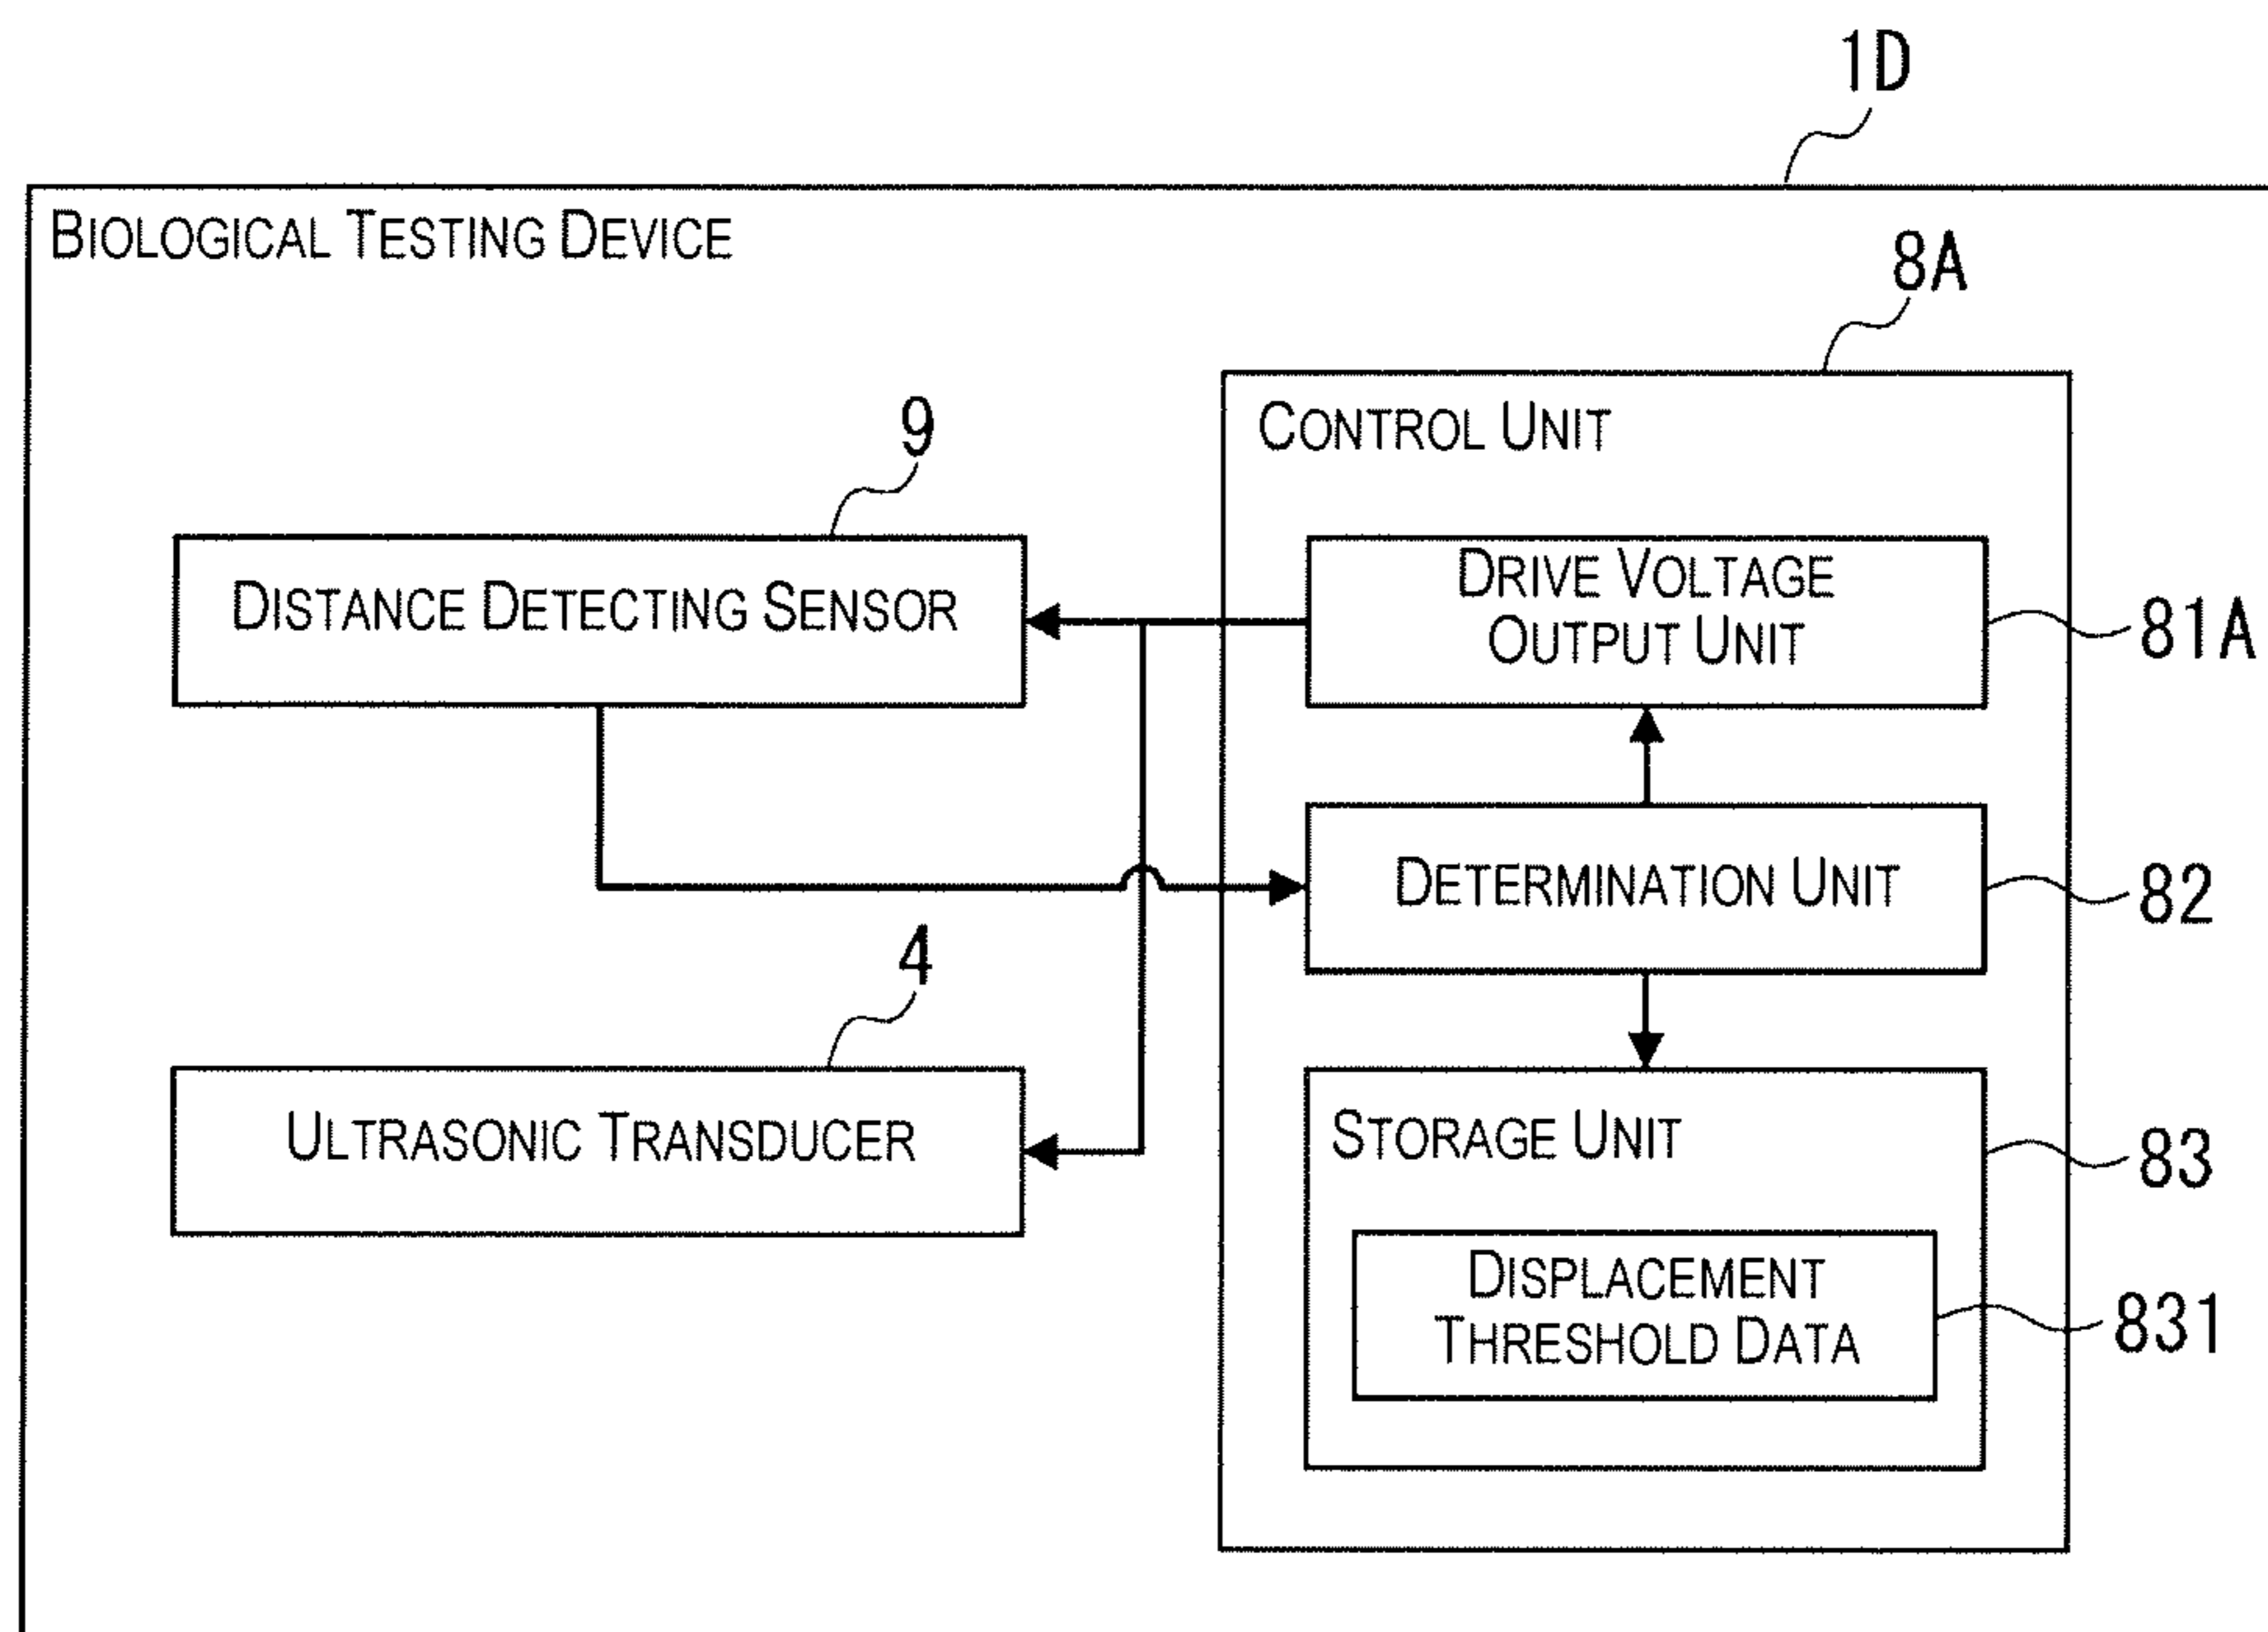 1D
BIOLOGICAL TESTING DEVICE
8A
CONTROL UNIT
9
DISTANCE DETECTING SENSOR
DRIVE VOLTAGE
OUTPUT UNIT
81A
DETERMINATION UNIT
82
4
ULTRASONIC TRANSDUCER
STORAGE UNIT
83
DISPLACEMENT
THRESHOLD DATA
831